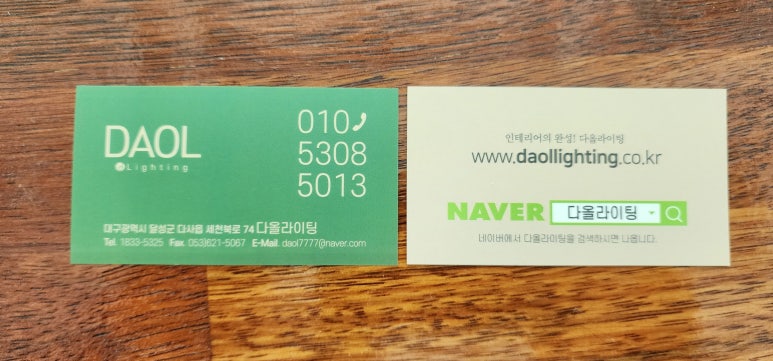 DAOL
Lighting
010
5308
5013
대구광역시 달성군 다사읍 세천북로 74 다올라이팅
Tel. 1833-5325 Fax. 053)621-5067 E-Mail. daol7777@naver.com
인테리어의 완성! 다올라이팅
www.daollighting.co.kr
NAVER 다올라이팅
네이버에서 다올라이팅을 검색하시면 나옵니다.